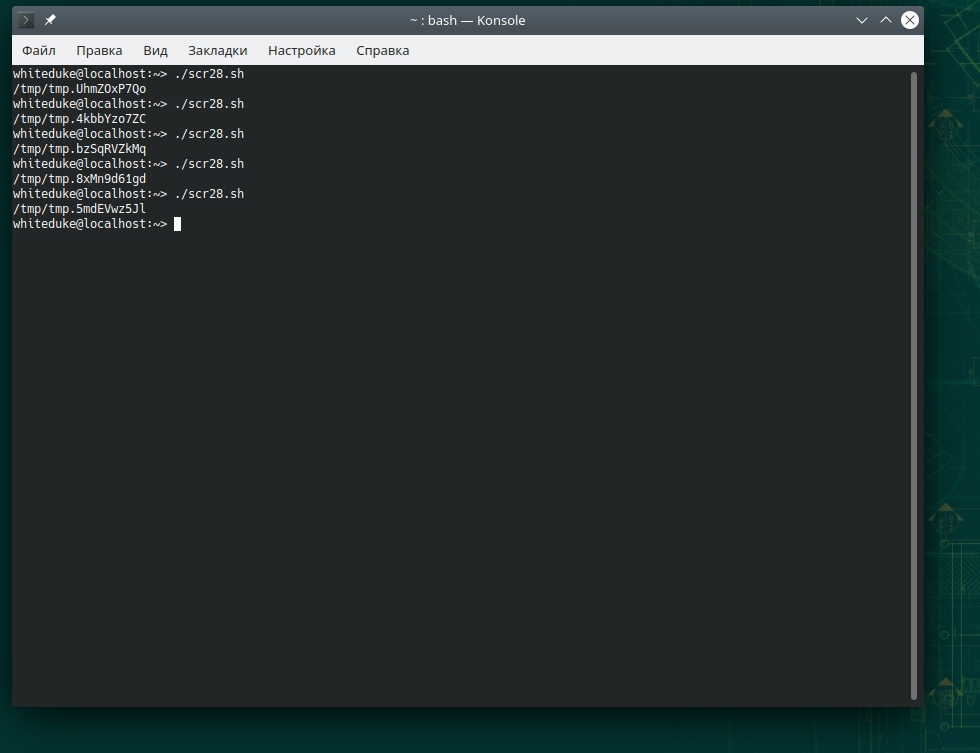 ~ : bash — Konsole
Файл Правка Вид Закладки Настройка Справка
whiteduke@localhost:~> ./scr28.sh
/tmp/tmp.UhmZOxP7Qo
whiteduke@localhost:~> ./scr28.sh
/tmp/tmp.4kbbYzo7ZC
whiteduke@localhost:~> ./scr28.sh
/tmp/tmp.bzSqRVZkMq
whiteduke@localhost:~> ./scr28.sh
/tmp/tmp.8xMn9d61gd
whiteduke@localhost:~> ./scr28.sh
/tmp/tmp.5mdEVwz5Jl
whiteduke@localhost:~>